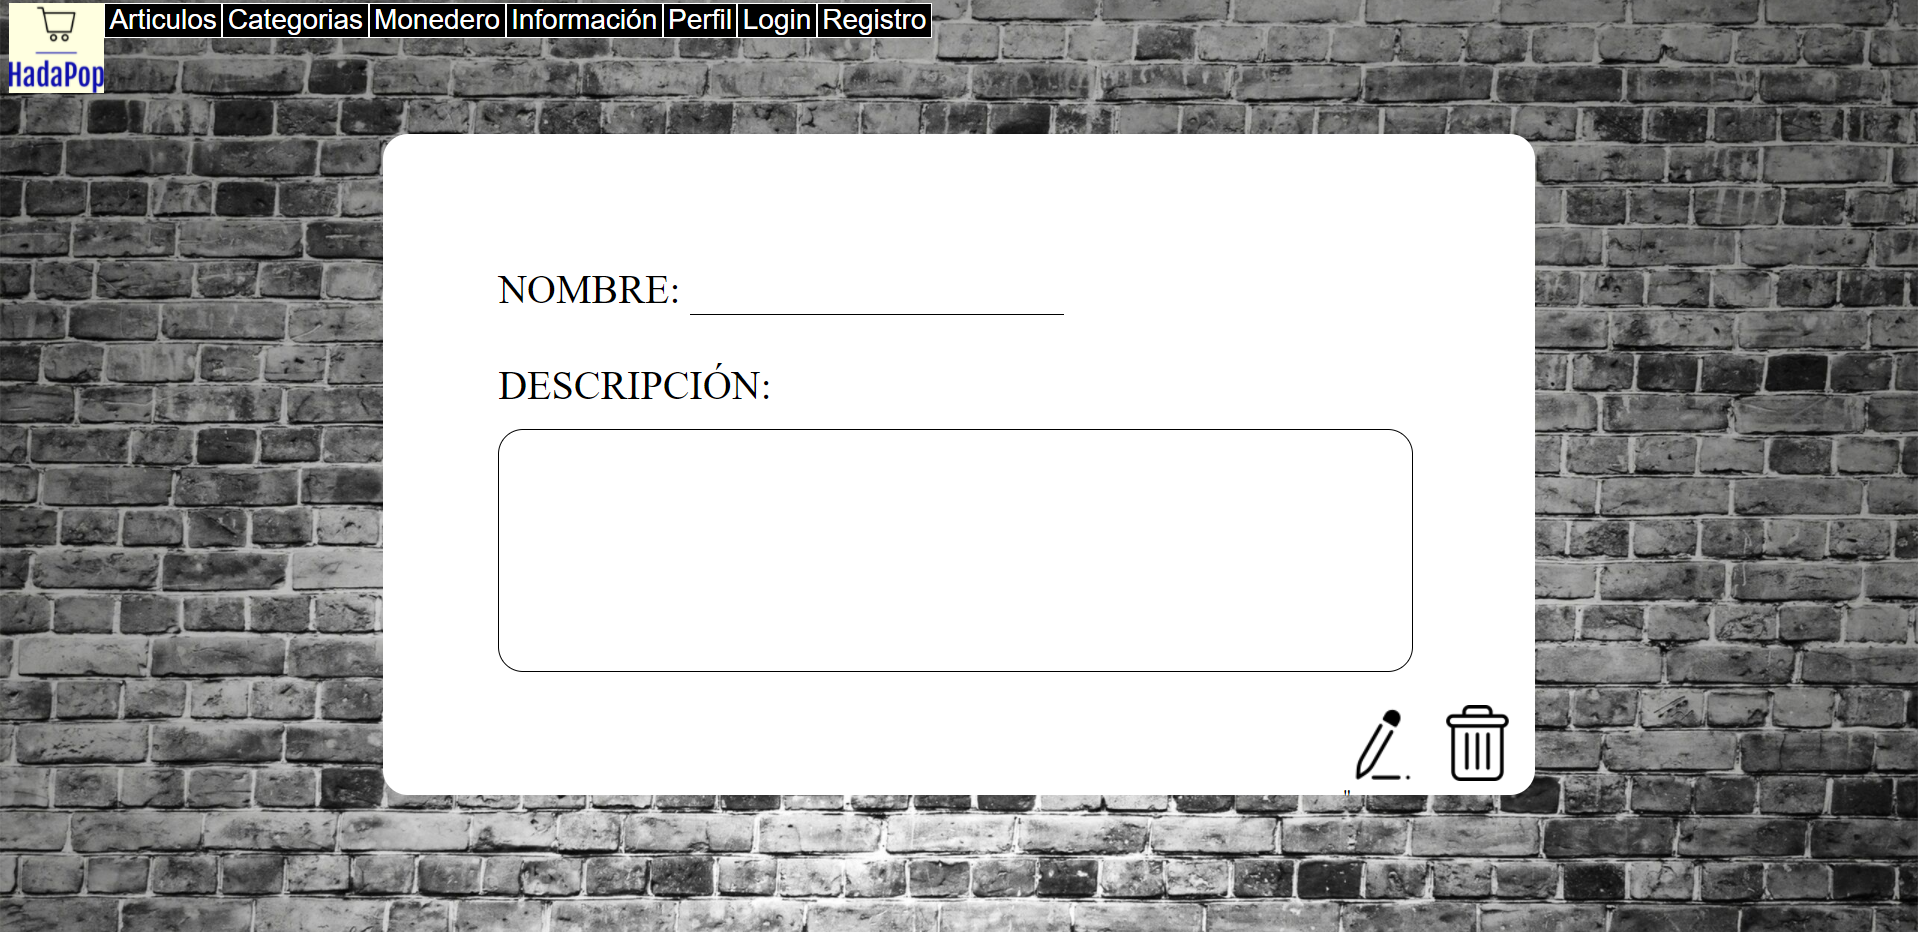 Articulos Categorias Monedero Información Perfil Login Registro
HadaPop
NOMBRE:
DESCRIPCIÓN:
"